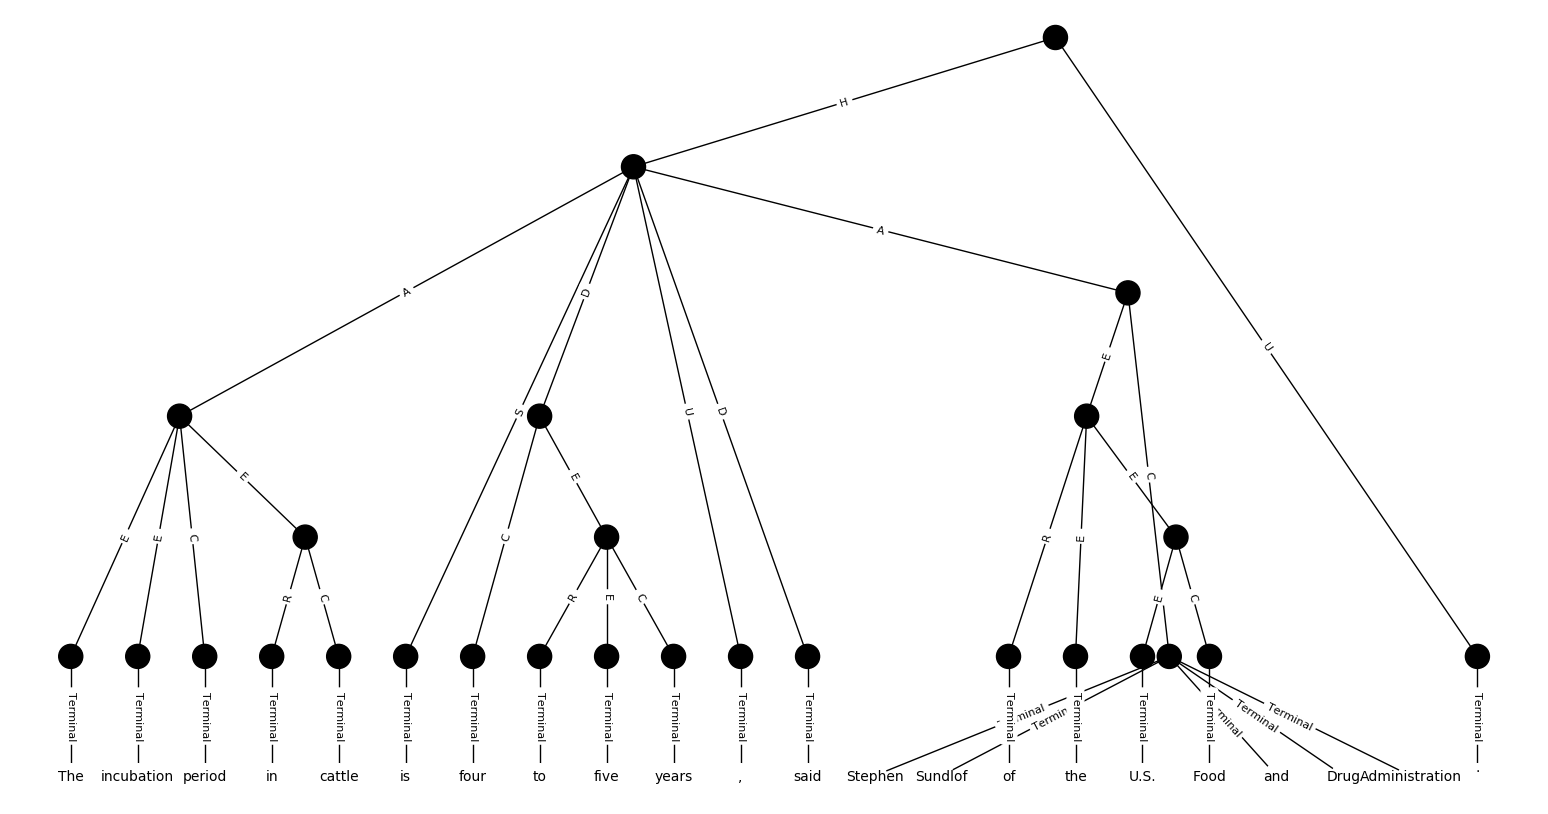 H
A
A
E
D
U
S
U
D
E
E
C
E
E
C
R
E
E
C
R
C
R
E
C
E
C
Terminal Terminal Terminal Terminal Terminal Terminal Terminal Terminal Terminal Terminal Terminal Terminal Terminal Terminal Terminal Terminal Terminal Terminal Terminal
The incubation period in cattle is four to five years , said Stephen Sundlof of the U.S. Food and Drug Administration .